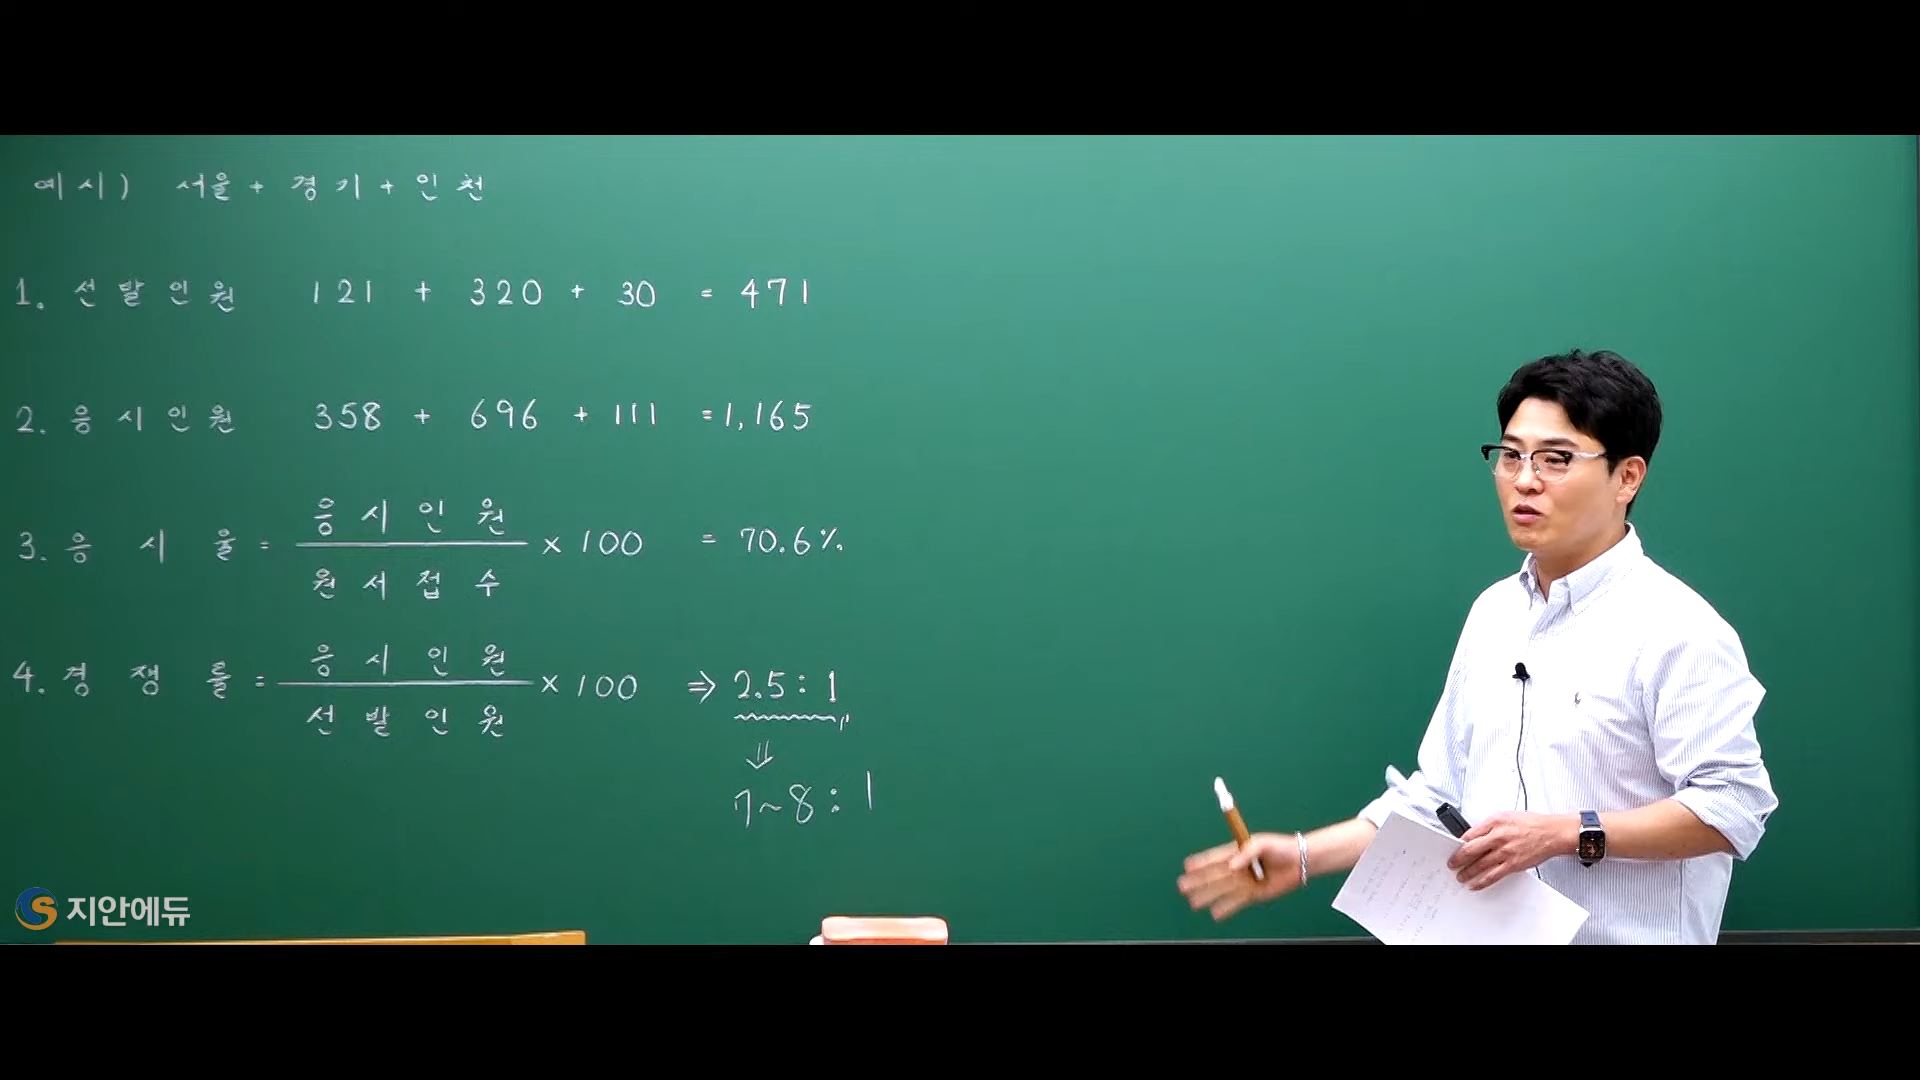 예시) 서울 + 경기 + 인천
1. 선발인원 121 + 320 + 30 = 471
2. 응시인원 358 + 696 + 111 = 1,165
3. 응시율 = 응시인원 / 원서접수 × 100 = 70.6%
4. 경쟁률 = 응시인원 / 선발인원 × 100 ⇒ 2.5 : 1
⇓
7~8 : 1
지안에듀